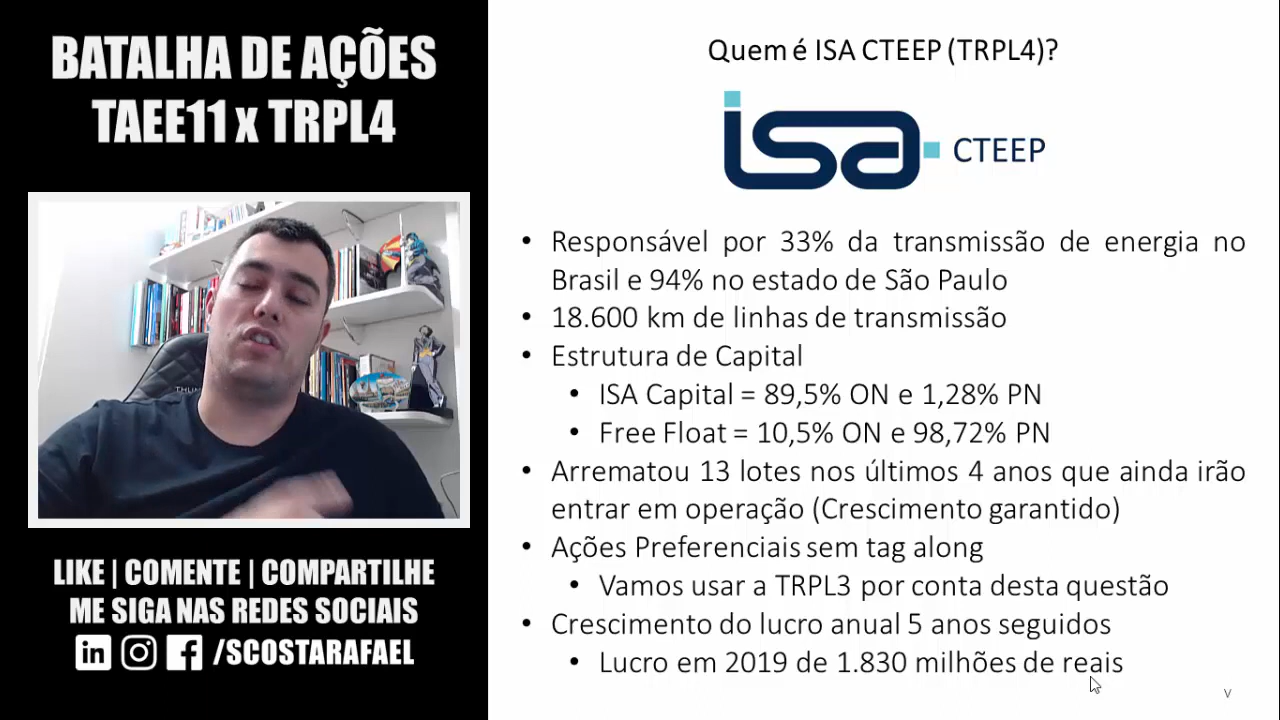 BATALHA DE AÇÕES
TAEE11 x TRPL4
THUN
LIKE | COMENTE | COMPARTILHE
ME SIGA NAS REDES SOCIAIS
in f /SCOSTARAFAEL
Quem é ISA CTEEP (TRPL4)?
isa CTEEP
• Responsável por 33% da transmissão de energia no
Brasil e 94% no estado de São Paulo
• 18.600 km de linhas de transmissão
• Estrutura de Capital
• ISA Capital = 89,5% ON e 1,28% PN
• Free Float = 10,5% ON e 98,72% PN
• Arrematou 13 lotes nos últimos 4 anos que ainda irão
entrar em operação (Crescimento garantido)
• Ações Preferenciais sem tag along
• Vamos usar a TRPL3 por conta desta questão
• Crescimento do lucro anual 5 anos seguidos
• Lucro em 2019 de 1.830 milhões de reais
V